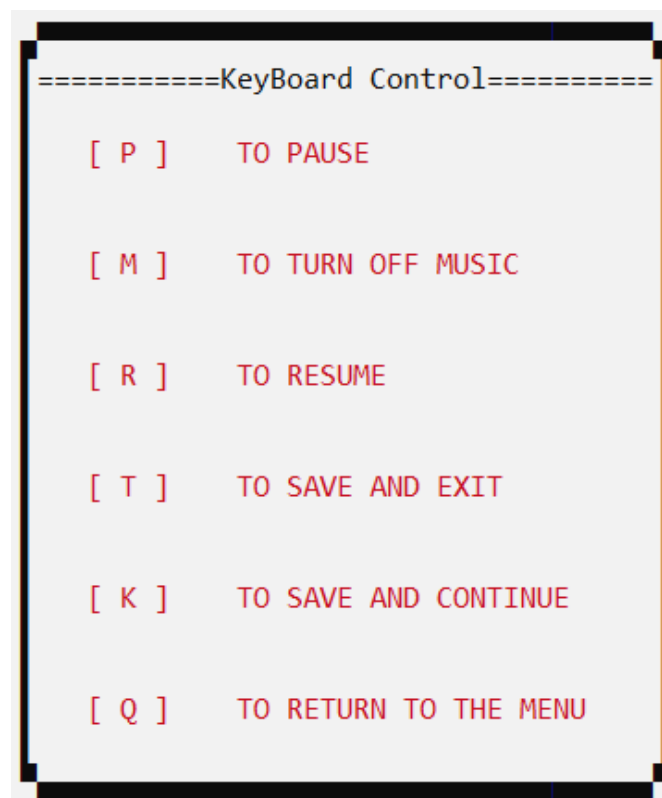 ===========KeyBoard Control==========
[ P ] TO PAUSE
[ M ] TO TURN OFF MUSIC
[ R ] TO RESUME
[ T ] TO SAVE AND EXIT
[ K ] TO SAVE AND CONTINUE
[ Q ] TO RETURN TO THE MENU